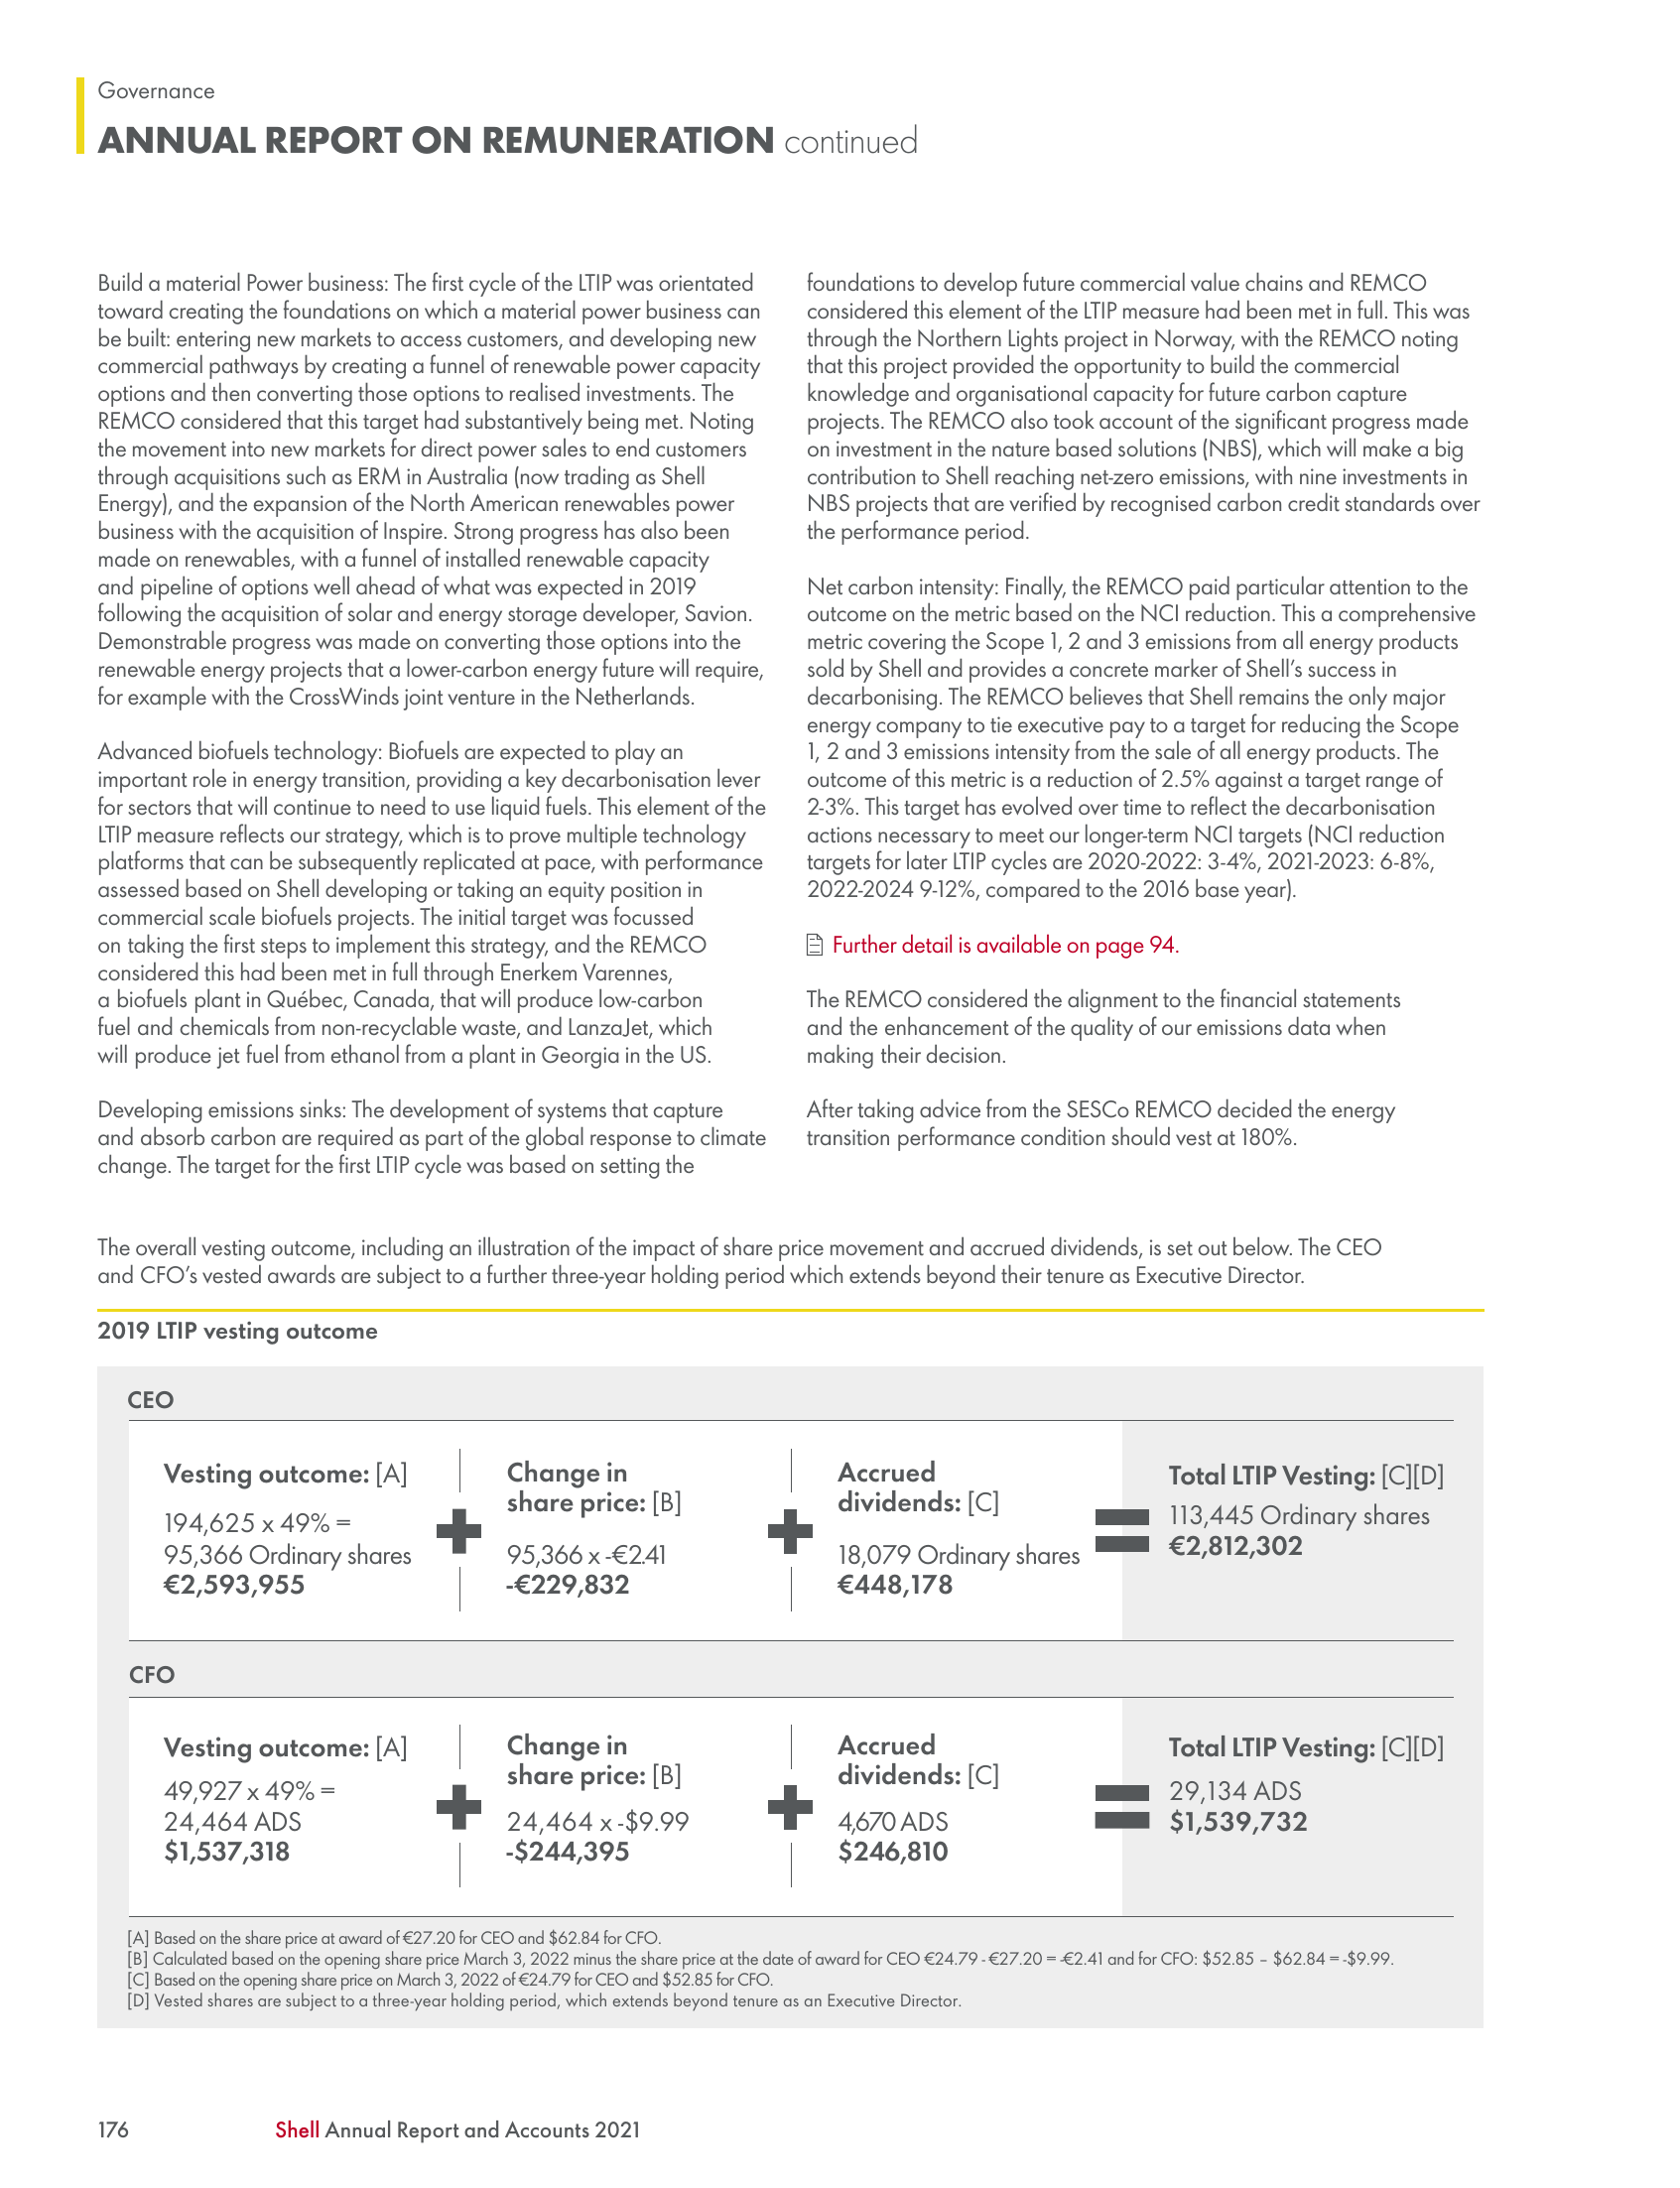 Governance
ANNUAL REPORT ON REMUNERATION continued
Build a material Power business: The first cycle of the LTIP was orientated
toward creating the foundations on which a material power business can
be built: entering new markets to access customers, and developing new
commercial pathways by creating a funnel of renewable power capacity
options and then converting those options to realised investments. The
REMCO considered that this target had substantively being met. Noting
the movement into new markets for direct power sales to end customers
through acquisitions such as ERM in Australia (now trading as Shell
Energy), and the expansion of the North American renewables power
business with the acquisition of Inspire. Strong progress has also been
made on renewables, with a funnel of installed renewable capacity
and pipeline of options well ahead of what was expected in 2019
following the acquisition of solar and energy storage developer, Savion.
Demonstrable progress was made on converting those options into the
renewable energy projects that a lower-carbon energy future will require,
for example with the CrossWinds joint venture in the Netherlands.
Advanced biofuels technology: Biofuels are expected to play an
important role in energy transition, providing a key decarbonisation lever
for sectors that will continue to need to use liquid fuels. This element of the
LTIP measure reflects our strategy, which is to prove multiple technology
platforms that can be subsequently replicated at pace, with performance
assessed based on Shell developing or taking an equity position in
commercial scale biofuels projects. The initial target was focussed
on taking the first steps to implement this strategy, and the REMCO
considered this had been met in full through Enerkem Varennes,
a biofuels plant in Québec, Canada, that will produce low-carbon
fuel and chemicals from non-recyclable waste, and LanzaJet, which
will produce jet fuel from ethanol from a plant in Georgia in the US.
Developing emissions sinks: The development of systems that capture
and absorb carbon are required as part of the global response to climate
change. The target for the first LTIP cycle was based on setting the
foundations to develop future commercial value chains and REMCO
considered this element of the LTIP measure had been met in full. This was
through the Northern Lights project in Norway, with the REMCO noting
that this project provided the opportunity to build the commercial
knowledge and organisational capacity for future carbon capture
projects. The REMCO also took account of the significant progress made
on investment in the nature based solutions (NBS), which will make a big
contribution to Shell reaching net-zero emissions, with nine investments in
NBS projects that are verified by recognised carbon credit standards over
the performance period.
Net carbon intensity: Finally, the REMCO paid particular attention to the
outcome on the metric based on the NCI reduction. This a comprehensive
metric covering the Scope 1, 2 and 3 emissions from all energy products
sold by Shell and provides a concrete marker of Shell's success in
decarbonising. The REMCO believes that Shell remains the only major
energy company to tie executive pay to a target for reducing the Scope
1, 2 and 3 emissions intensity from the sale of all energy products. The
outcome of this metric is a reduction of 2.5% against a target range of
2-3%. This target has evolved over time to reflect the decarbonisation
actions necessary to meet our longer-term NCI targets (NCI reduction
targets for later LTIP cycles are 2020-2022: 3-4%, 2021-2023: 6-8%,
2022-2024 9-12%, compared to the 2016 base year).
Further detail is available on page 94.
The REMCO considered the alignment to the financial statements
and the enhancement of the quality of our emissions data when
making their decision.
After taking advice from the SESCo REMCO decided the energy
transition performance condition should vest at 180%.
The overall vesting outcome, including an illustration of the impact of share price movement and accrued dividends, is set out below. The CEO
and CFO's vested awards are subject to a further three-year holding period which extends beyond their tenure as Executive Director.
2019 LTIP vesting outcome
CEO
Vesting outcome: [A]
194,625 x 49% =
95,366 Ordinary shares
€2,593,955
Change in
share price: [B]
95,366 x -€2.41
-€229,832
Accrued
dividends: [C]
18,079 Ordinary shares
€448,178
Total LTIP Vesting: [C][D]
113,445 Ordinary shares
€2,812,302
CFO
Vesting outcome: [A]
49,927 x 49% =
24,464 ADS
$1,537,318
Change in
share price: [B]
24,464 x -$9.99
-$244,395
Accrued
dividends: [C]
4,670 ADS
$246,810
Total LTIP Vesting: [C][D]
29,134 ADS
$1,539,732
[A] Based on the share price at award of €27.20 for CEO and $62.84 for CFO.
[B] Calculated based on the opening share price March 3, 2022 minus the share price at the date of award for CEO €24.79 - €27.20 = -€2.41 and for CFO: $52.85 – $62.84 = -$9.99.
[C] Based on the opening share price on March 3, 2022 of €24.79 for CEO and $52.85 for CFO.
[D] Vested shares are subject to a three-year holding period, which extends beyond tenure as an Executive Director.
176 Shell Annual Report and Accounts 2021